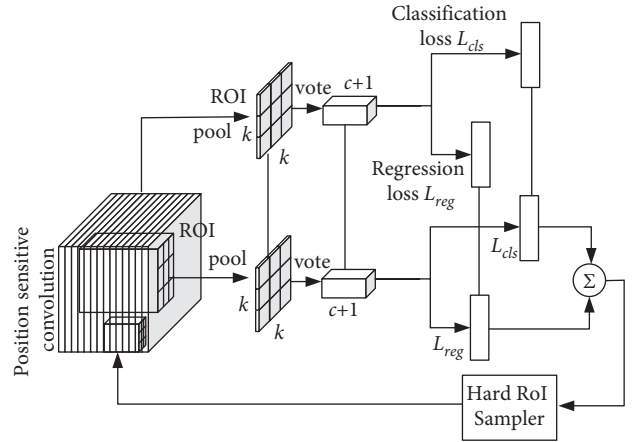 Classification
loss L_cls
c+1
ROI
vote
pool
k
k
Regression
loss L_reg
ROI
Position sensitive
convolution
pool
vote
L_cls
k
k
c+1
Σ
L_reg
Hard RoI
Sampler